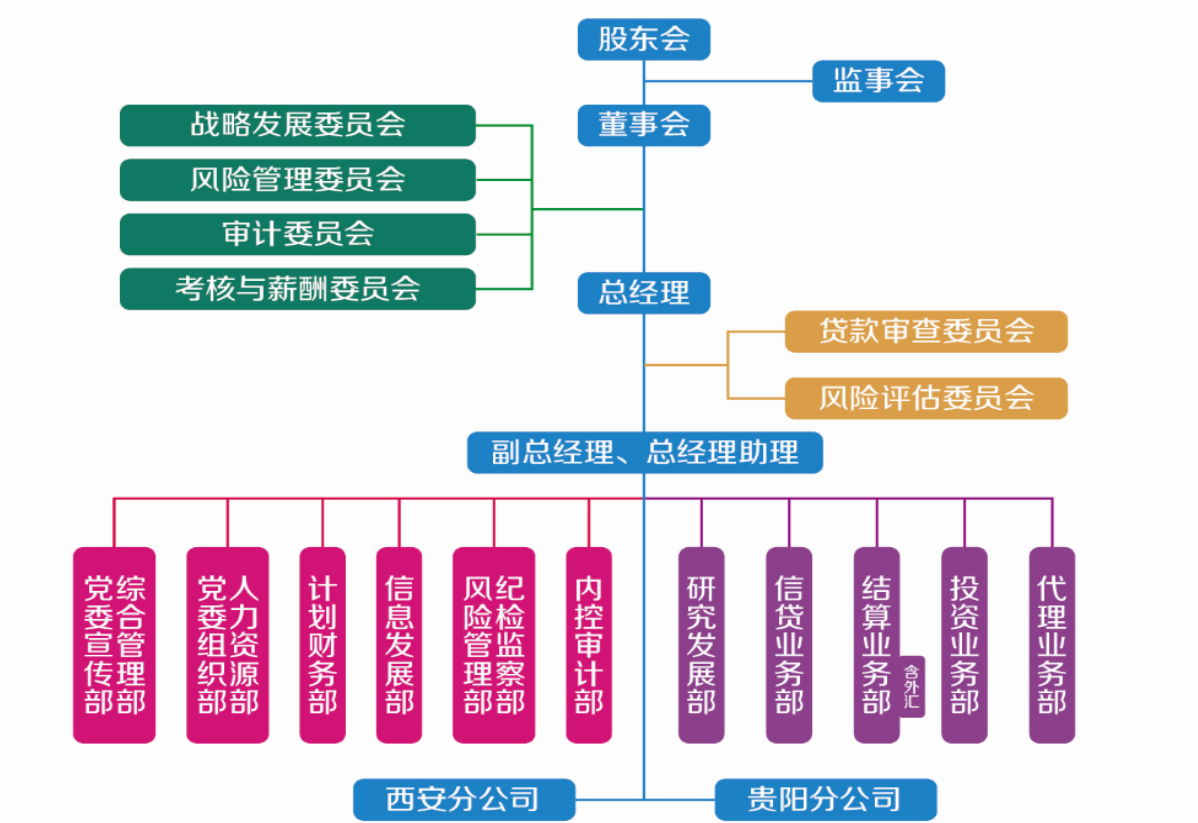 股东会
监事会
董事会
战略发展委员会
风险管理委员会
审计委员会
考核与薪酬委员会
总经理
贷款审查委员会
风险评估委员会
副总经理、总经理助理
综合管理部
党委宣传部
人力资源部
党委组织部
计划财务部
信息发展部
纪检监察部
风险管理部
内控审计部
研究发展部
信贷业务部
结算业务部
含外汇
投资业务部
代理业务部
西安分公司
贵阳分公司